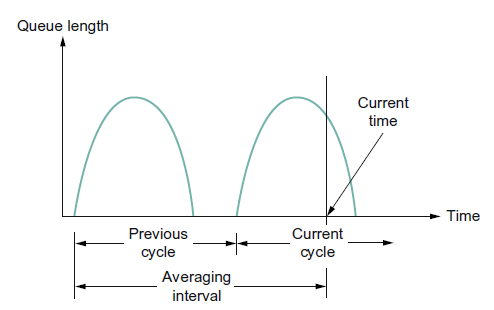 Queue length
Current
time
Time
Previous
cycle
Current
cycle
Averaging
interval